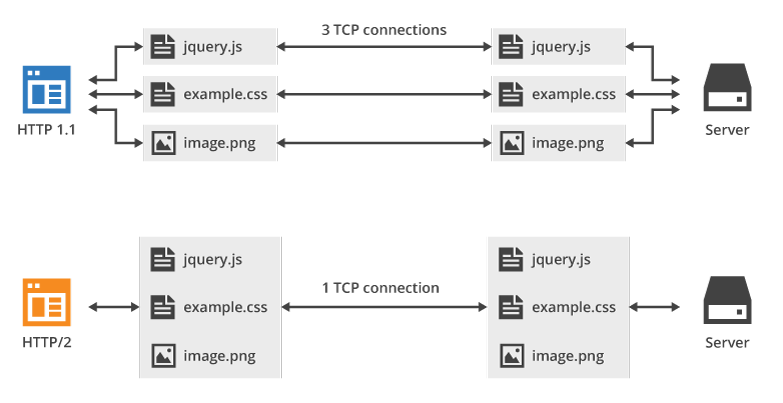 3 TCP connections
jquery.js jquery.js
example.css example.css
HTTP 1.1 Server
image.png image.png
jquery.js jquery.js
1 TCP connection
example.css example.css
HTTP/2 Server
image.png image.png